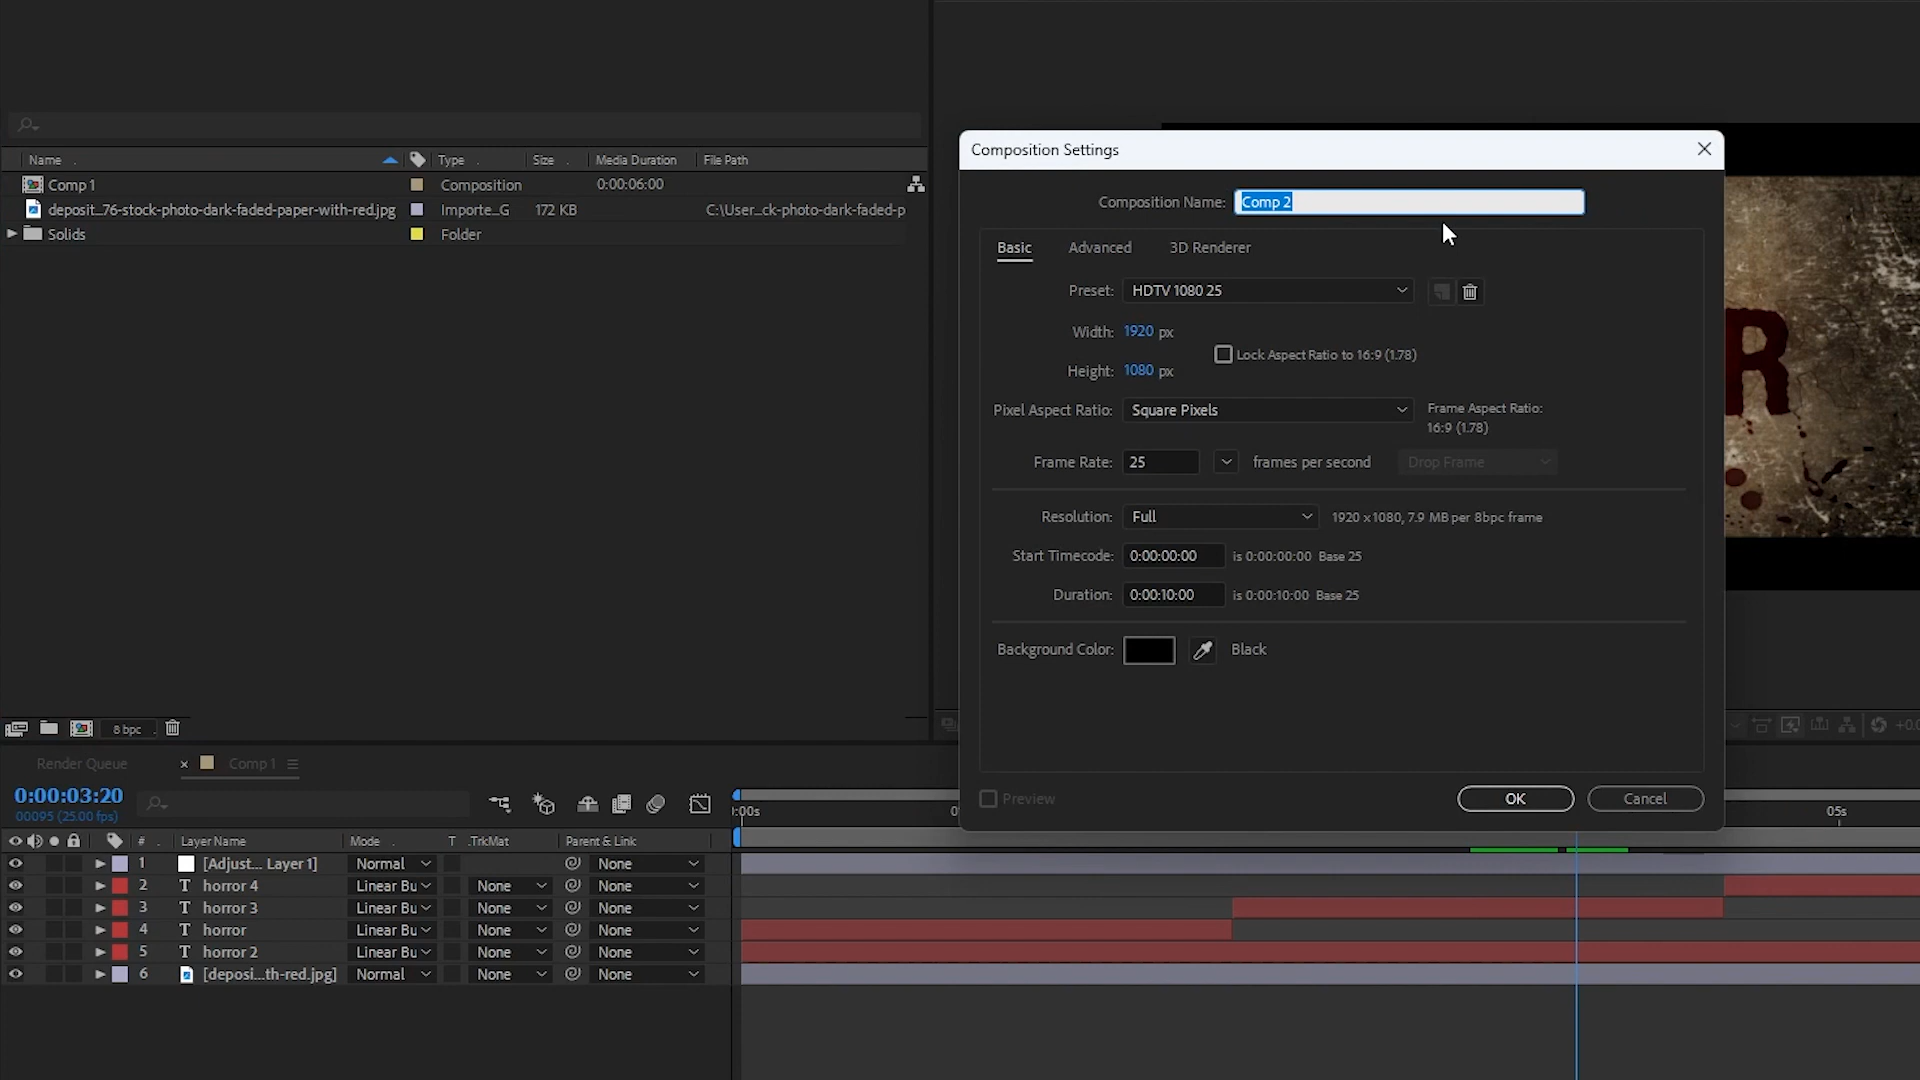 Name
Type
Size
Media Duration
File Path
Comp 1
Composition
0:00:06:00
deposit...76-stock-photo-dark-faded-paper-with-red.jpg
Importe...G
172 KB
C:\User...ck-photo-dark-faded-p
Solids
Folder
8 bpc
Composition Settings
Composition Name: Comp 2
Basic
Advanced
3D Renderer
Preset: HDTV 1080 25
Width: 1920 px
Lock Aspect Ratio to 16:9 (1.78)
Height: 1080 px
Pixel Aspect Ratio: Square Pixels
Frame Aspect Ratio:
16:9 (1.78)
Frame Rate: 25 frames per second
Drop Frame
Resolution: Full
1920 x 1080, 7.9 MB per 8bpc frame
Start Timecode: 0:00:00:00 is 0:00:00:00 Base 25
Duration: 0:00:10:00 is 0:00:10:00 Base 25
Background Color: Black
Preview
OK
Cancel
R
+0.0
Render Queue
Comp 1
0:00:03:20
00095 (25.00 fps)
:00s
05s
#
Layer Name
Mode
T
.TrkMat
Parent & Link
1 [Adjust... Layer 1] Normal None
2 T horror 4 Linear Bu None None
3 T horror 3 Linear Bu None None
4 T horror Linear Bu None None
5 T horror 2 Linear Bu None None
6 [deposi...th-red.jpg] Normal None None